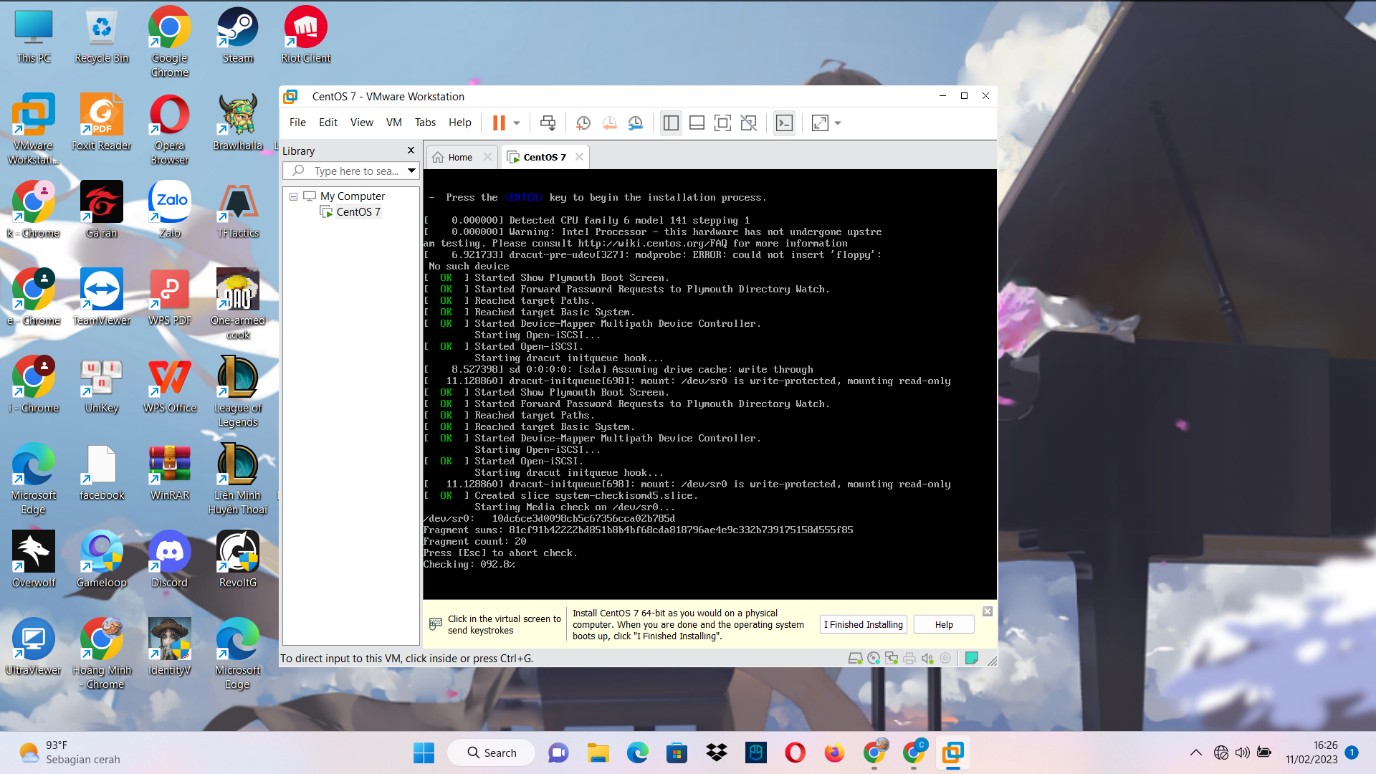 This PC
Recycle Bin
Google
Chrome
Steam
Riot Client
VMware
Workstati...
Foxit Reader
Opera
Browser
Brawlhalla
k - Chrome
Gà rán
Zalo
TFTactics
e - Chrome
TeamViewer
WPS PDF
One-armed
cook
i - Chrome
UniKey
WPS Office
League of
Legends
Microsoft
Edge
facebook
WinRAR
Liên Minh
Huyền Thoại
Overwolf
Gameloop
Discord
RevoltG
UltraViewer
Hoàng Minh
- Chrome
IdentityV
Microsoft
Edge
CentOS 7 - VMware Workstation
File Edit View VM Tabs Help
Library
Type here to sea...
My Computer
CentOS 7
Home
CentOS 7
- Press the <ENTER> key to begin the installation process.
[    0.000000] Detected CPU family 6 model 141 stepping 1
[    0.000000] Warning: Intel Processor - this hardware has not undergone upstre
am testing. Please consult http://wiki.centos.org/FAQ for more information
[    6.921733] dracut-pre-udev[327]: modprobe: ERROR: could not insert 'floppy':
No such device
[  OK  ] Started Show Plymouth Boot Screen.
[  OK  ] Started Forward Password Requests to Plymouth Directory Watch.
[  OK  ] Reached target Paths.
[  OK  ] Reached target Basic System.
[  OK  ] Started Device-Mapper Multipath Device Controller.
Starting Open-iSCSI...
[  OK  ] Started Open-iSCSI.
Starting dracut initqueue hook...
[    8.527398] sd 0:0:0:0: [sda] Assuming drive cache: write through
[   11.128860] dracut-initqueue[698]: mount: /dev/sr0 is write-protected, mounting read-only
[  OK  ] Started Show Plymouth Boot Screen.
[  OK  ] Started Forward Password Requests to Plymouth Directory Watch.
[  OK  ] Reached target Paths.
[  OK  ] Reached target Basic System.
[  OK  ] Started Device-Mapper Multipath Device Controller.
Starting Open-iSCSI...
[  OK  ] Started Open-iSCSI.
Starting dracut initqueue hook...
[   11.128860] dracut-initqueue[698]: mount: /dev/sr0 is write-protected, mounting read-only
[  OK  ] Created slice system-checkisomd5.slice.
Starting Media check on /dev/sr0...
/dev/sr0:   10dc6ce3d0098cb5c67356cca02b785d
Fragment sums: 81cf91b42222bd851b8b4bf68cda818796ae4e9c332b739175158d555f85
Fragment count: 20
Press [Esc] to abort check.
Checking: 092.8%
Click in the virtual screen to
send keystrokes
Install CentOS 7 64-bit as you would on a physical
computer. When you are done and the operating system
boots up, click "I Finished Installing".
I Finished Installing
Help
To direct input to this VM, click inside or press Ctrl+G.
93°F
Sebagian cerah
Search
16:26
11/02/2023
1